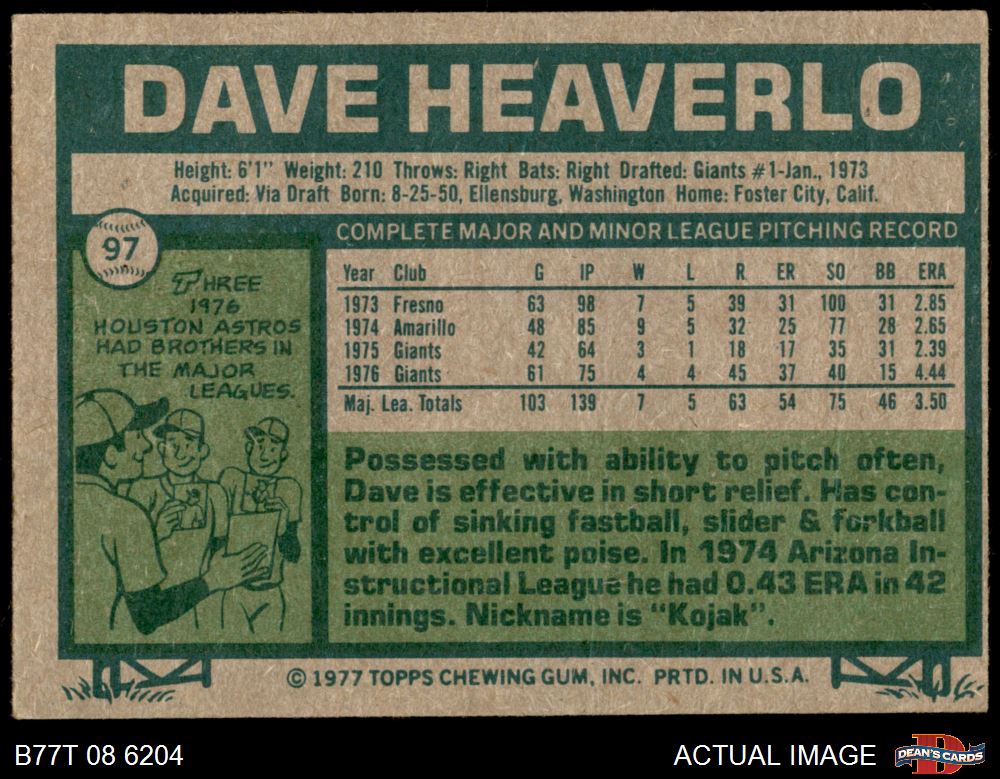 DAVE HEAVERLO
Height: 6'1" Weight: 210 Throws: Right Bats: Right Drafted: Giants #1-Jan., 1973
Acquired: Via Draft Born: 8-25-50, Ellensburg, Washington Home: Foster City, Calif.
97
THREE
1976
HOUSTON ASTROS
HAD BROTHERS IN
THE MAJOR
LEAGUES.
COMPLETE MAJOR AND MINOR LEAGUE PITCHING RECORD
Year Club G IP W L R ER SO BB ERA
1973 Fresno 63 98 7 5 39 31 100 31 2.85
1974 Amarillo 48 85 9 5 32 25 77 28 2.65
1975 Giants 42 64 3 1 18 17 35 31 2.39
1976 Giants 61 75 4 4 45 37 40 15 4.44
Maj. Lea. Totals 103 139 7 5 63 54 75 46 3.50
Possessed with ability to pitch often,
Dave is effective in short relief. Has con-
trol of sinking fastball, slider & forkball
with excellent poise. In 1974 Arizona In-
structional League he had 0.43 ERA in 42
innings. Nickname is "Kojak".
© 1977 TOPPS CHEWING GUM, INC. PRTD. IN U.S.A.
B77T 08 6204
ACTUAL IMAGE
DEAN'S CARDS